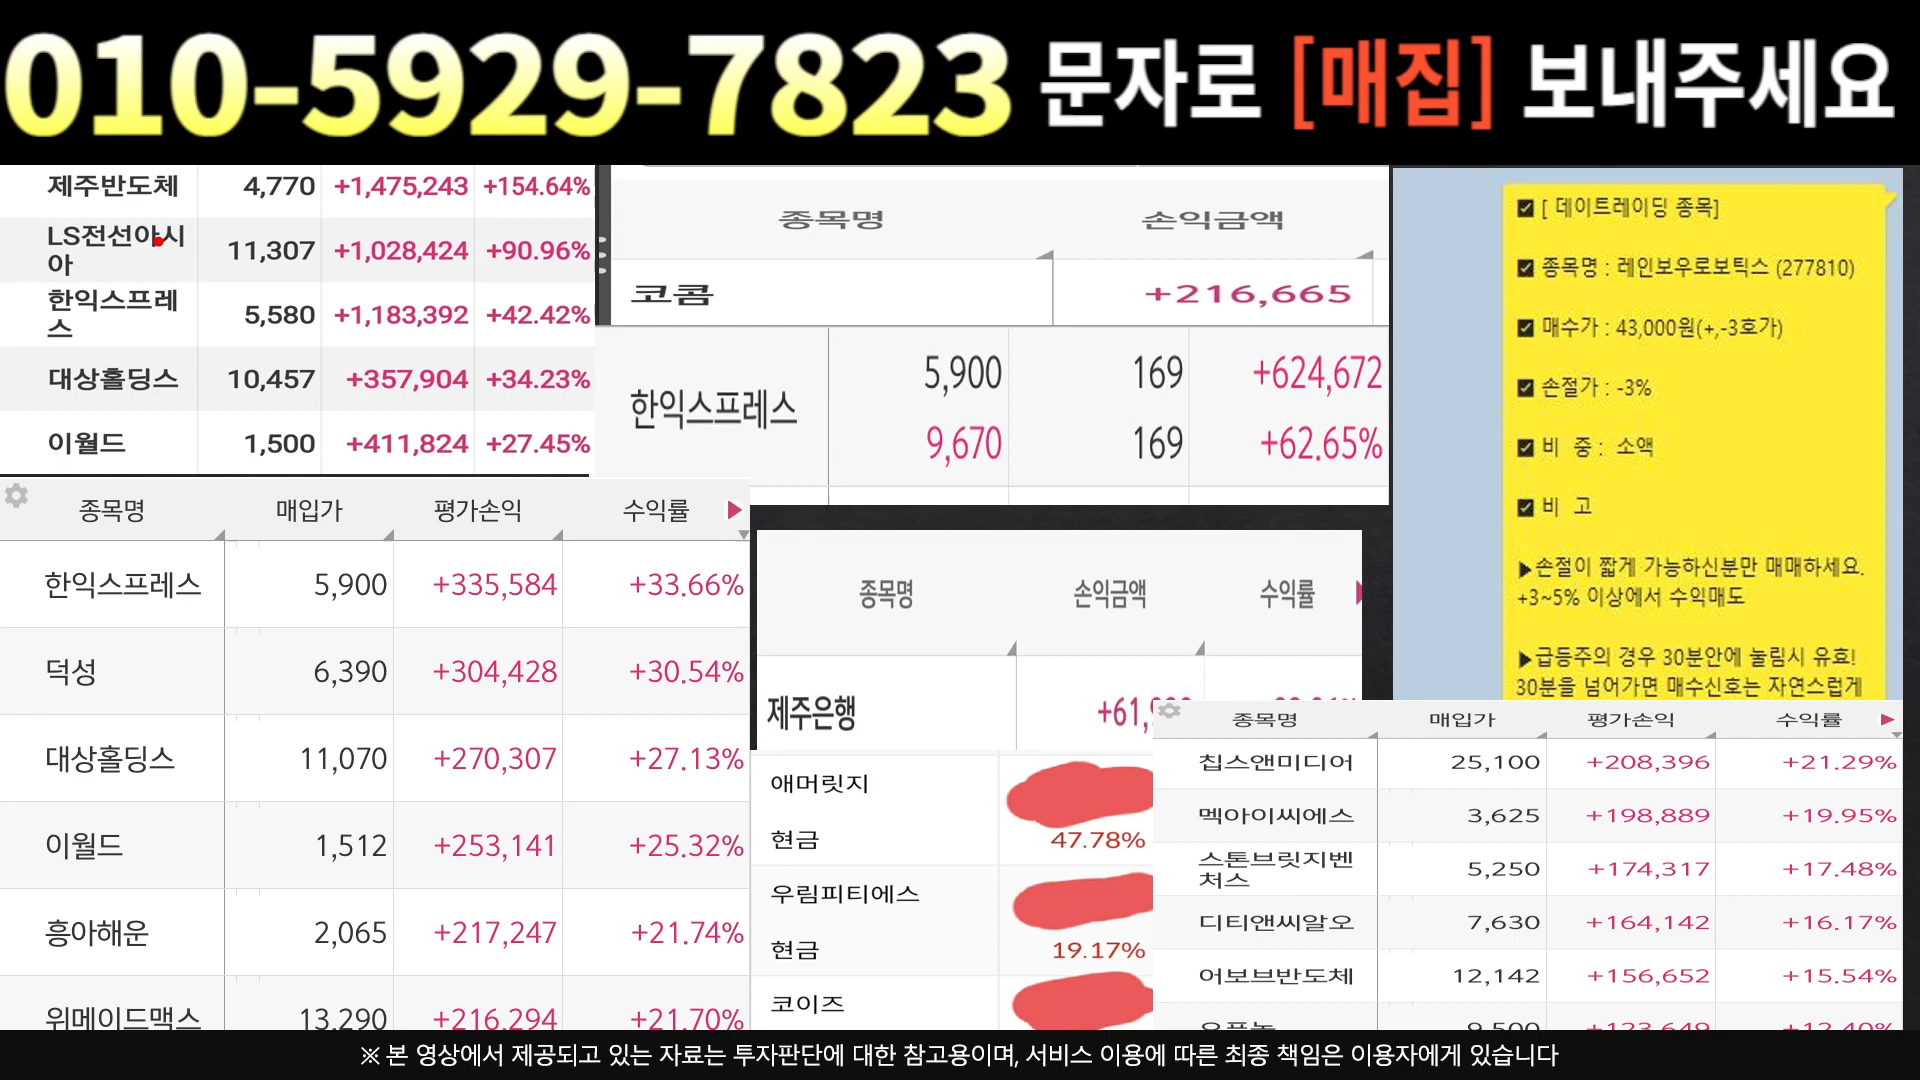 010-5929-7823 문자로 [매집] 보내주세요
제주반도체 4,770 +1,475,243 +154.64%
LS전선아시
아 11,307 +1,028,424 +90.96%
한익스프레
스 5,580 +1,183,392 +42.42%
대상홀딩스 10,457 +357,904 +34.23%
이월드 1,500 +411,824 +27.45%
종목명 손익금액
코콤 +216,665
한익스프레스 5,900 169 +624,672
9,670 169 +62.65%
[ 데이트레이딩 종목]
종목명 : 레인보우로보틱스 (277810)
매수가 : 43,000원(+,-3호가)
손절가 : -3%
비 중 : 소액
비 고
▶손절이 짧게 가능하신분만 매매하세요.
+3~5% 이상에서 수익매도
▶급등주의 경우 30분안에 눌림시 유효!
30분을 넘어가면 매수신호는 자연스럽게
종목명 매입가 평가손익 수익률
한익스프레스 5,900 +335,584 +33.66%
덕성 6,390 +304,428 +30.54%
대상홀딩스 11,070 +270,307 +27.13%
이월드 1,512 +253,141 +25.32%
흥아해운 2,065 +217,247 +21.74%
위메이드맥스 13,290 +216,294 +21.70%
종목명 손익금액 수익률
제주은행
애머릿지
현금 47.78%
우림피티에스
현금 19.17%
코이즈
종목명 매입가 평가손익 수익률
칩스앤미디어 25,100 +208,396 +21.29%
멕아이씨에스 3,625 +198,889 +19.95%
스톤브릿지벤
처스 5,250 +174,317 +17.48%
디티앤씨알오 7,630 +164,142 +16.17%
어보브반도체 12,142 +156,652 +15.54%
※ 본 영상에서 제공되고 있는 자료는 투자판단에 대한 참고용이며, 서비스 이용에 따른 최종 책임은 이용자에게 있습니다